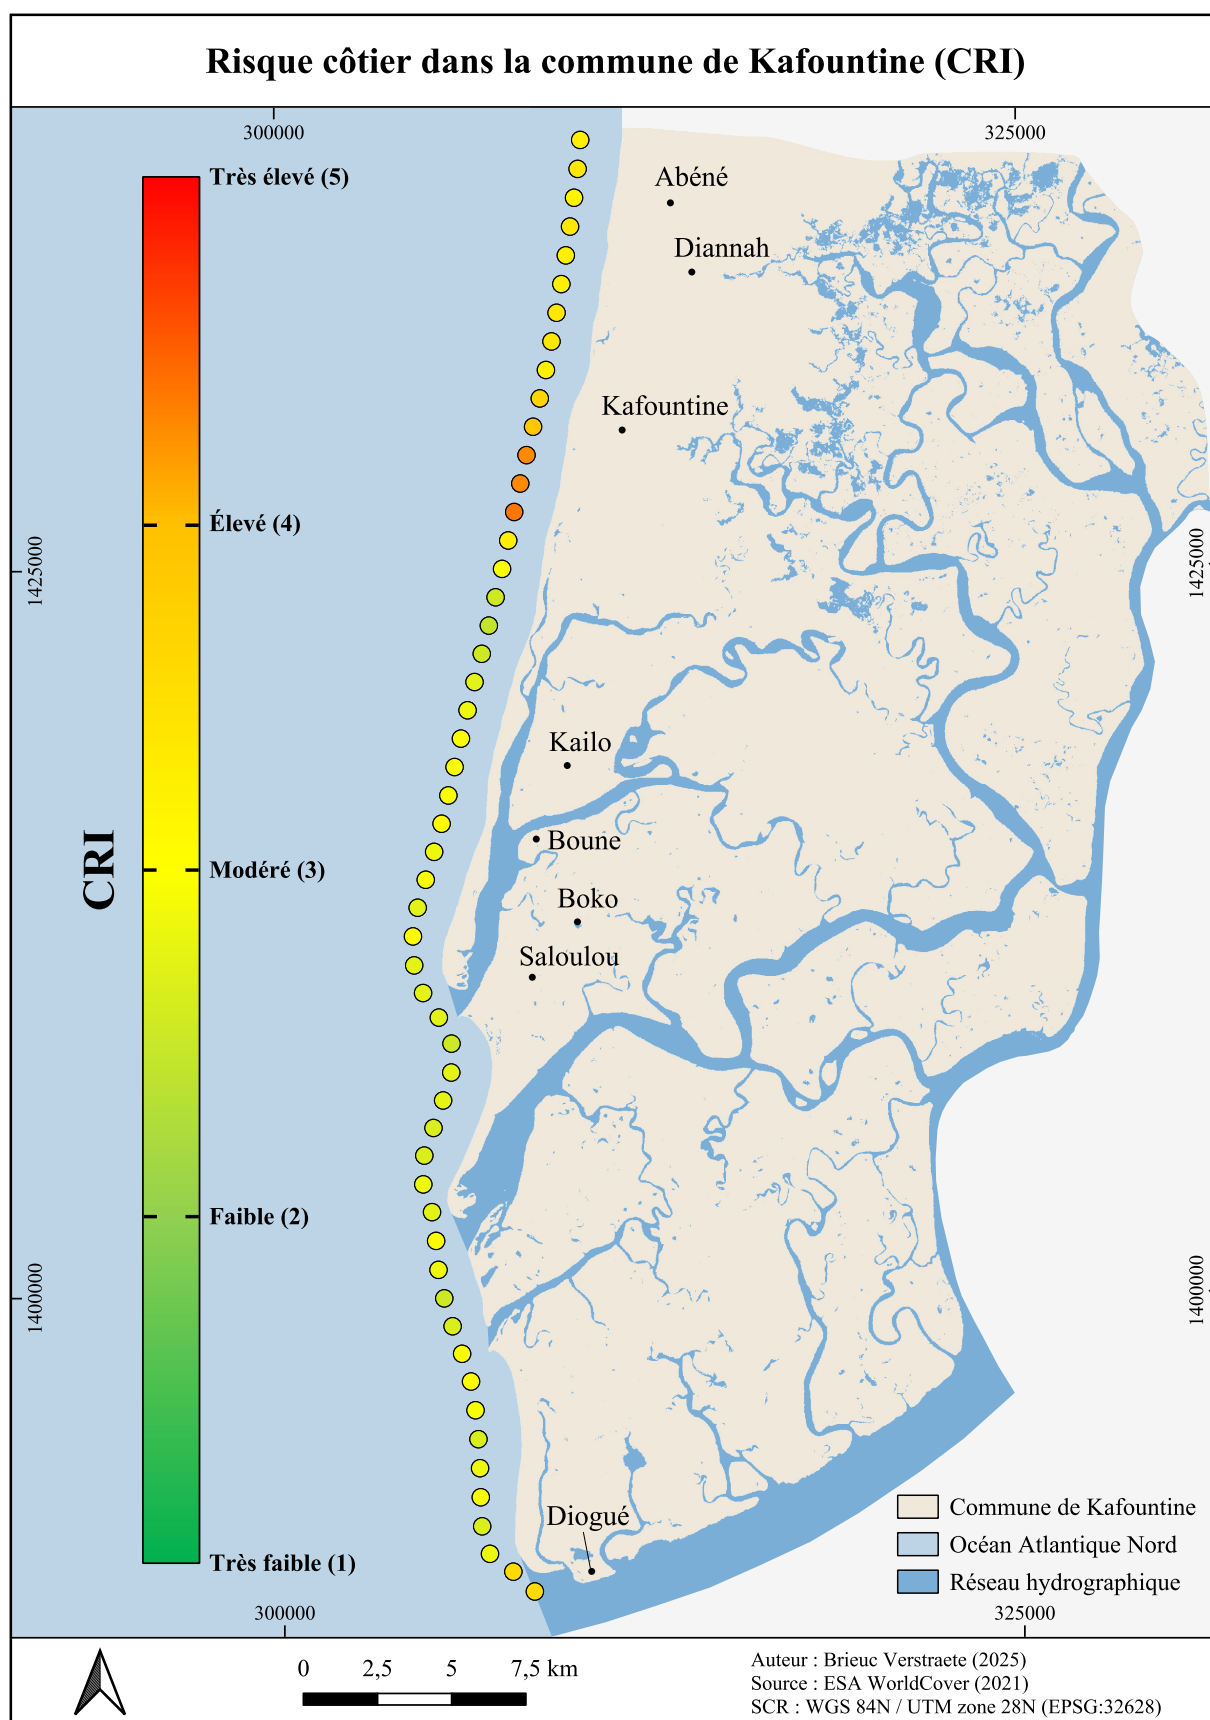 Risque côtier dans la commune de Kafountine (CRI)
300000
325000
Très élevé (5)
Abéné
Diannah
Kafountine
Élevé (4)
1425000
1425000
Kailo
CRI
Boune
Modéré (3)
Boko
Saloulou
Faible (2)
1400000
1400000
Diogué
Commune de Kafountine
Océan Atlantique Nord
Très faible (1)
Réseau hydrographique
300000
325000
0 2,5 5 7,5 km
Auteur : Brieuc Verstraete (2025)
Source : ESA WorldCover (2021)
SCR : WGS 84N / UTM zone 28N (EPSG:32628)